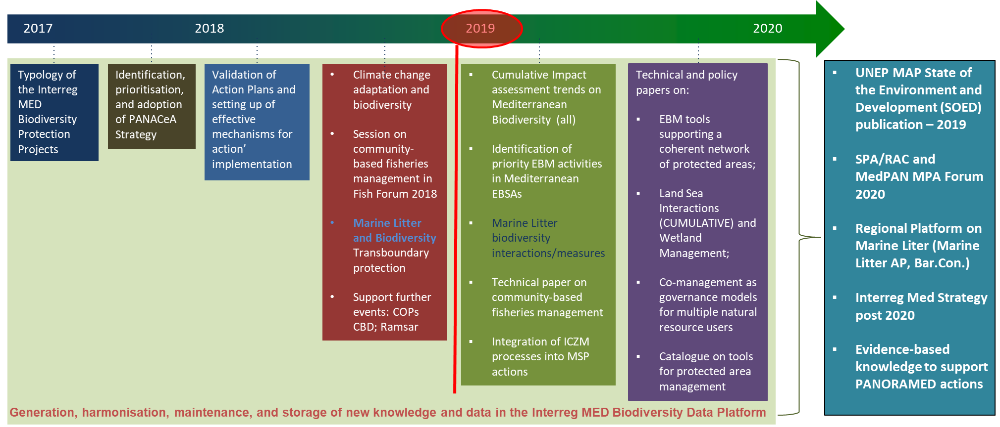 2017
2018
2019
2020
Typology of
the Interreg
MED
Biodiversity
Protection
Projects
Identification,
prioritisation,
and adoption
of PANACeA
Strategy
Validation of
Action Plans and
setting up of
effective
mechanisms for
action’
implementation
• Climate change
adaptation and
biodiversity
• Session on
community-
based fisheries
management in
Fish Forum 2018
• Marine Litter
and Biodiversity
Transboundary
protection
• Support further
events: COPs
CBD; Ramsar
▪ Cumulative Impact
assessment trends on
Mediterranean
Biodiversity (all)
▪ Identification of
priority EBM activities
in Mediterranean
EBSAs
▪ Marine Litter
biodiversity
interactions/measures
▪ Technical paper on
community-based
fisheries management
▪ Integration of ICZM
processes into MSP
actions
Technical and policy
papers on:
▪ EBM tools
supporting a
coherent network
of protected areas;
▪ Land Sea
Interactions
(CUMULATIVE) and
Wetland
Management;
▪ Co-management as
governance models
for multiple natural
resource users
▪ Catalogue on tools
for protected area
management
▪ UNEP MAP State of
the Environment and
Development (SOED)
publication – 2019
▪ SPA/RAC and
MedPAN MPA Forum
2020
▪ Regional Platform on
Marine Liter (Marine
Litter AP, Bar.Con.)
▪ Interreg Med Strategy
post 2020
▪ Evidence-based
knowledge to support
PANORAMED actions
Generation, harmonisation, maintenance, and storage of new knowledge and data in the Interreg MED Biodiversity Data Platform